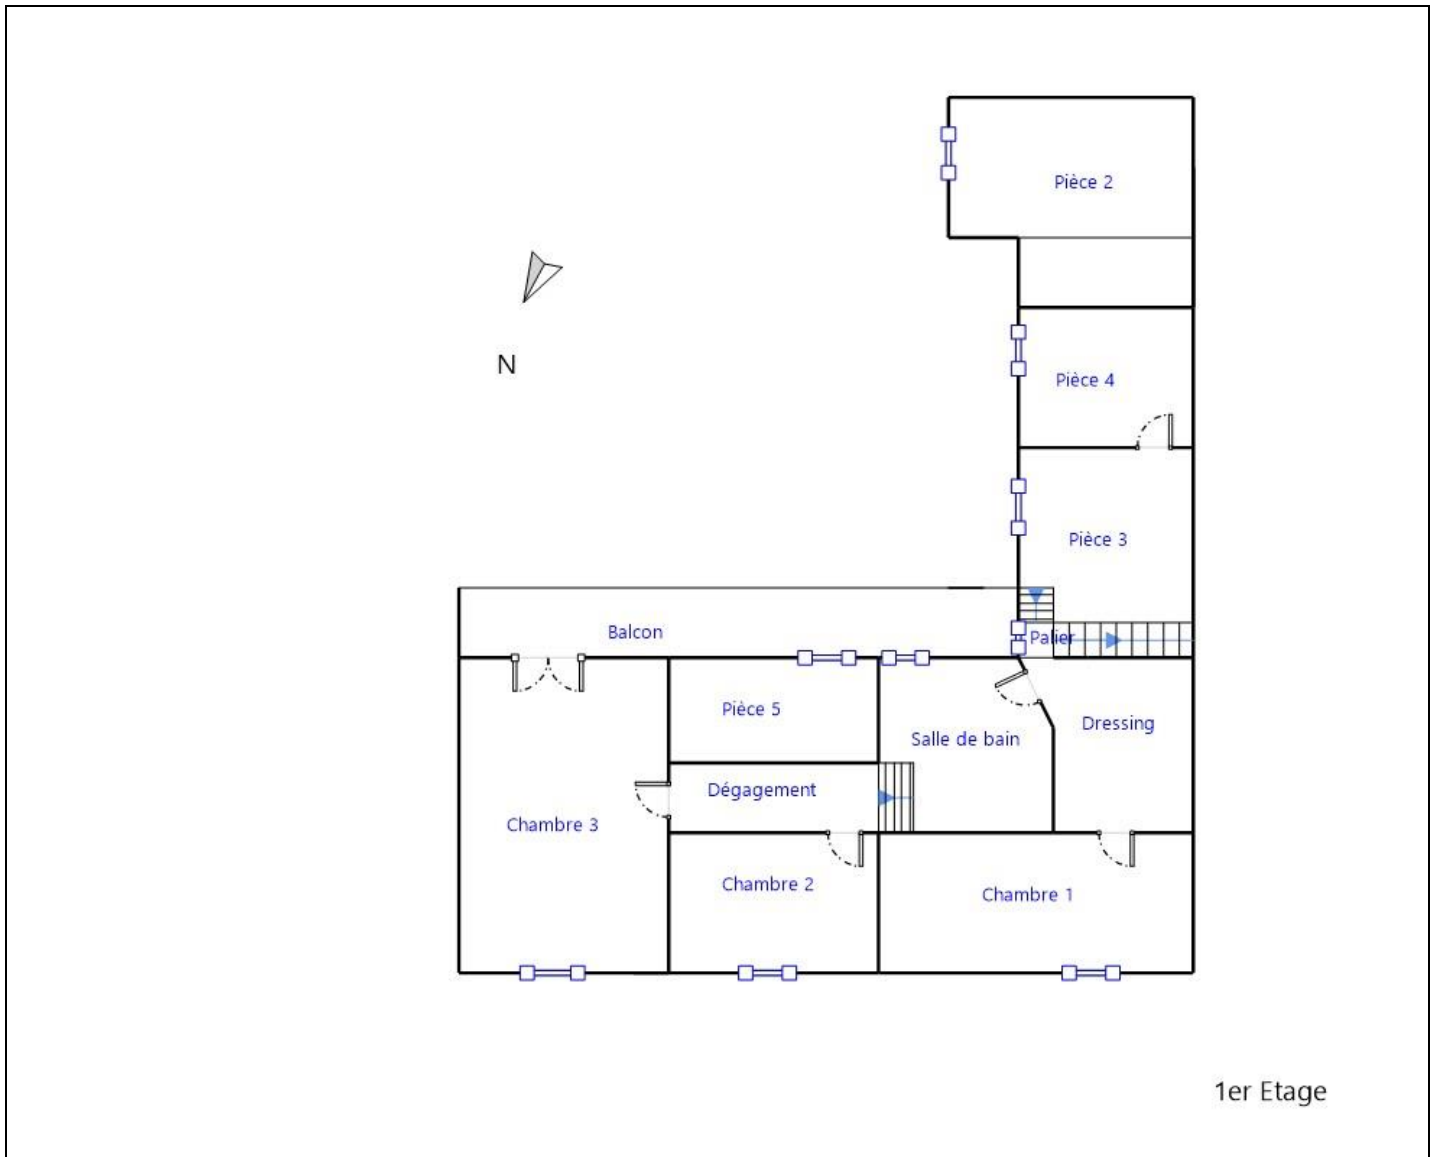 Pièce 2
N
Pièce 4
Pièce 3
Balcon
Palier
Pièce 5
Salle de bain
Dressing
Dégagement
Chambre 3
Chambre 2
Chambre 1
1er Etage